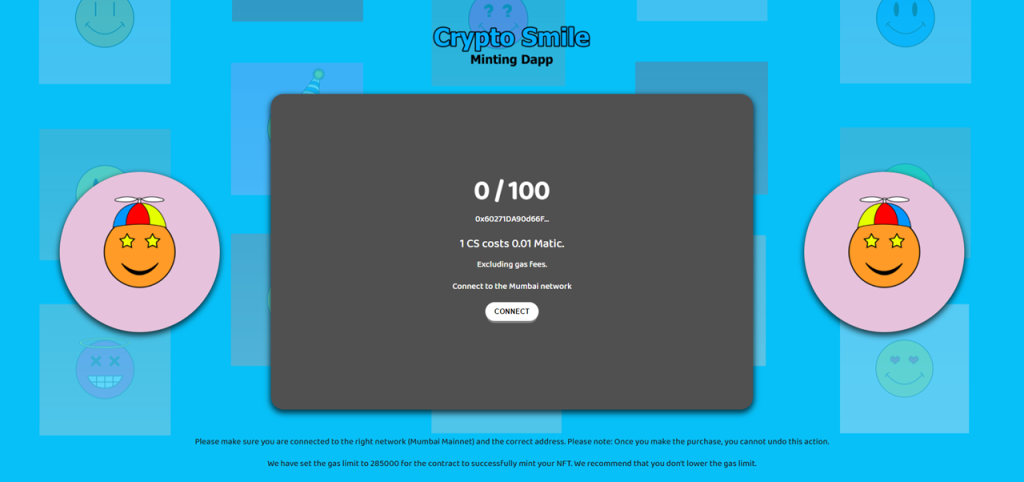 Crypto Smile
Minting Dapp
0 / 100
0x60271DA90d66F...
1 CS costs 0.01 Matic.
Excluding gas fees.
Connect to the Mumbai network
CONNECT
Please make sure you are connected to the right network (Mumbai Mainnet) and the correct address. Please note: Once you make the purchase, you cannot undo this action.
We have set the gas limit to 285000 for the contract to successfully mint your NFT. We recommend that you don't lower the gas limit.